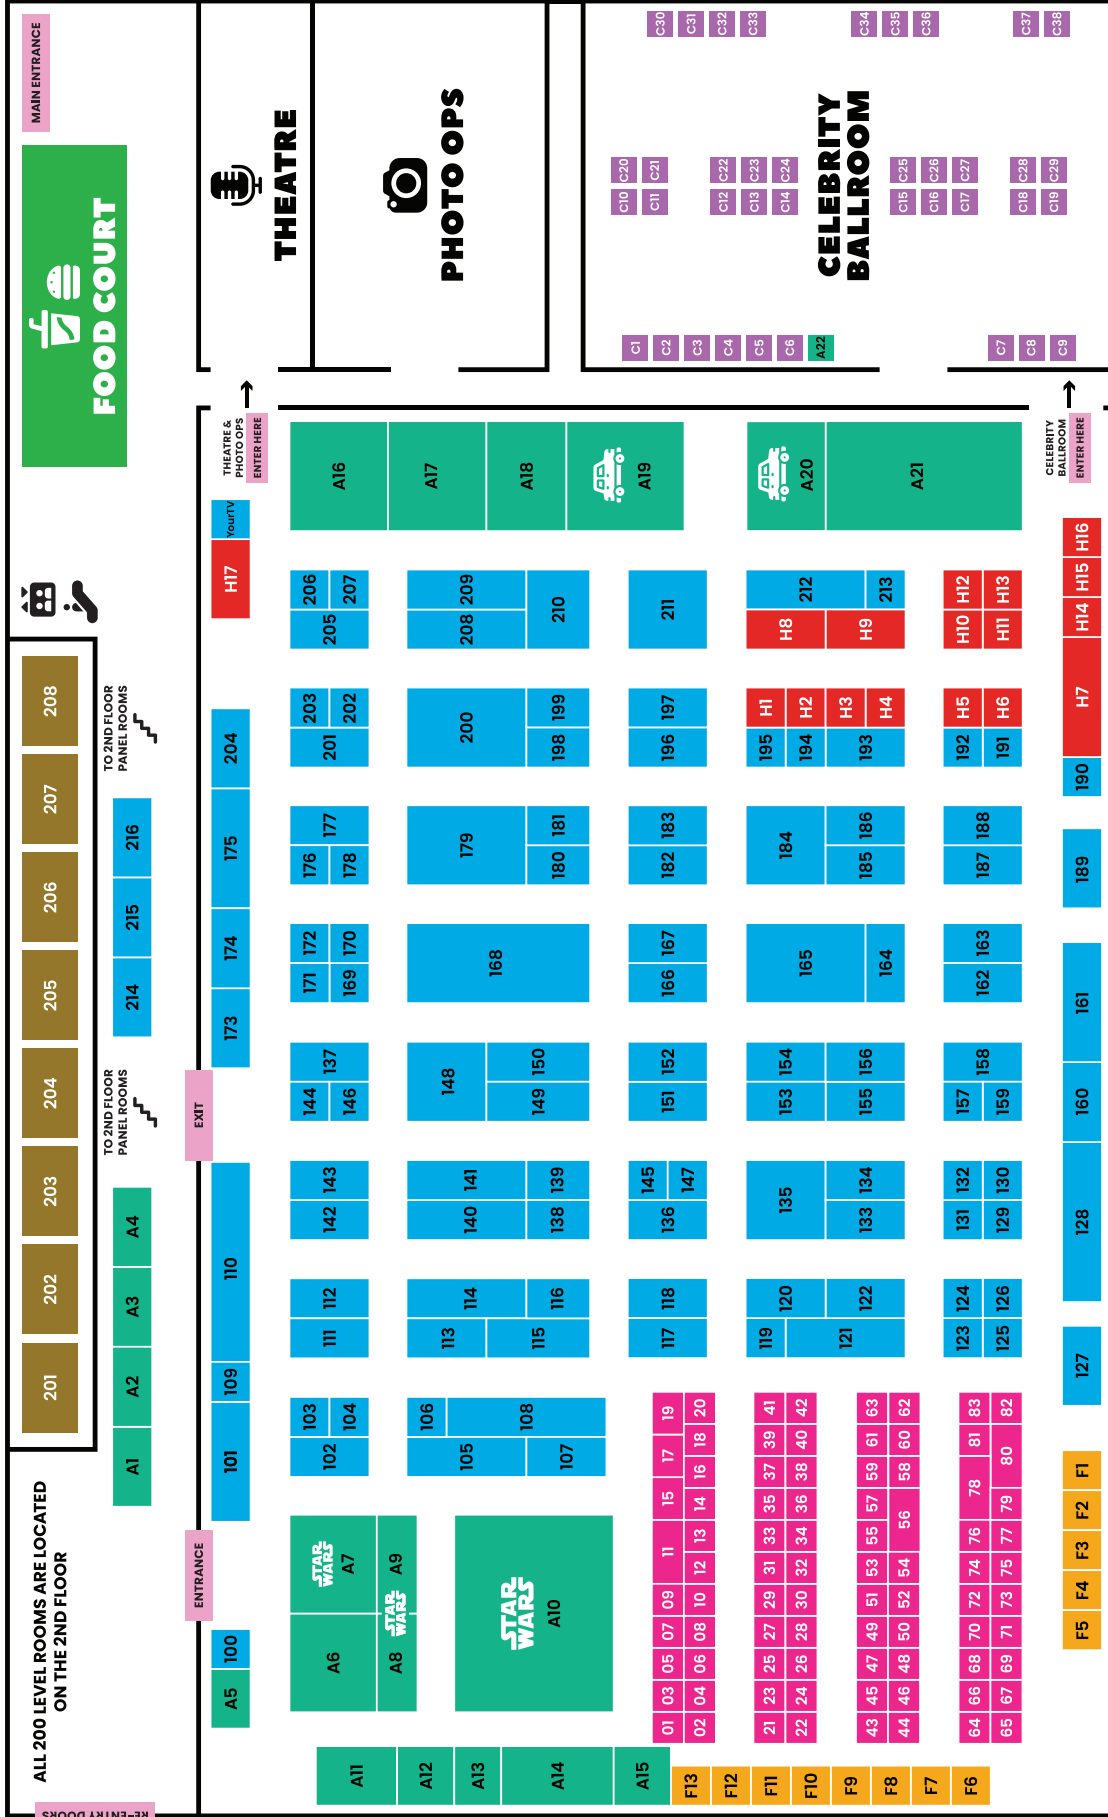 MAIN ENTRANCE
FOOD COURT
THEATRE
PHOTO OPS
CELEBRITY
BALLROOM
C30
C31
C32
C33
C34
C35
C36
C37
C38
C20
C21
C22
C23
C24
C25
C26
C27
C28
C29
C10
C11
C12
C13
C14
C15
C16
C17
C18
C19
C1
C2
C3
C4
C5
C6
A22
C7
C8
C9
THEATRE &
PHOTO OPS
ENTER HERE
CELEBRITY
BALLROOM
ENTER HERE
A16
A17
A18
A19
A20
A21
YourTV
H17
H16
H15
H14
H7
190
206
207
205
209
208
210
211
212
213
H8
H9
H12
H13
H10
H11
203
202
201
200
199
198
197
196
H1
H2
H3
H4
195
194
193
H5
H6
192
191
208
207
206
205
204
203
202
201
TO 2ND FLOOR
PANEL ROOMS
216
215
214
TO 2ND FLOOR
PANEL ROOMS
A4
A3
A2
A1
204
175
174
173
EXIT
110
109
101
ENTRANCE
100
A5
177
176
178
179
181
180
183
182
184
186
185
188
187
189
172
170
171
169
168
167
166
165
164
163
162
161
137
144
146
148
150
149
152
151
154
153
156
155
158
157
159
160
143
142
141
140
139
138
145
147
136
135
134
133
132
130
131
129
128
112
111
114
113
116
115
118
117
120
119
122
121
124
126
123
125
127
103
104
102
106
108
105
107
19
20
17
18
15
16
14
11
13
12
09
10
07
08
05
06
03
04
01
02
41
42
39
40
37
38
35
36
33
34
31
32
29
30
27
28
25
26
23
24
21
22
63
62
61
60
59
58
57
56
55
53
54
51
52
49
50
47
48
45
46
43
44
83
82
81
80
78
79
76
77
74
75
72
73
70
71
68
69
66
67
64
65
F1
F2
F3
F4
F5
STAR
WARS
A7
A9
A6
A8
STAR
WARS
STAR
WARS
A10
A11
A12
A13
A14
A15
F13
F12
F11
F10
F9
F8
F7
F6
ALL 200 LEVEL ROOMS ARE LOCATED
ON THE 2ND FLOOR
RE-ENTRY DOORS